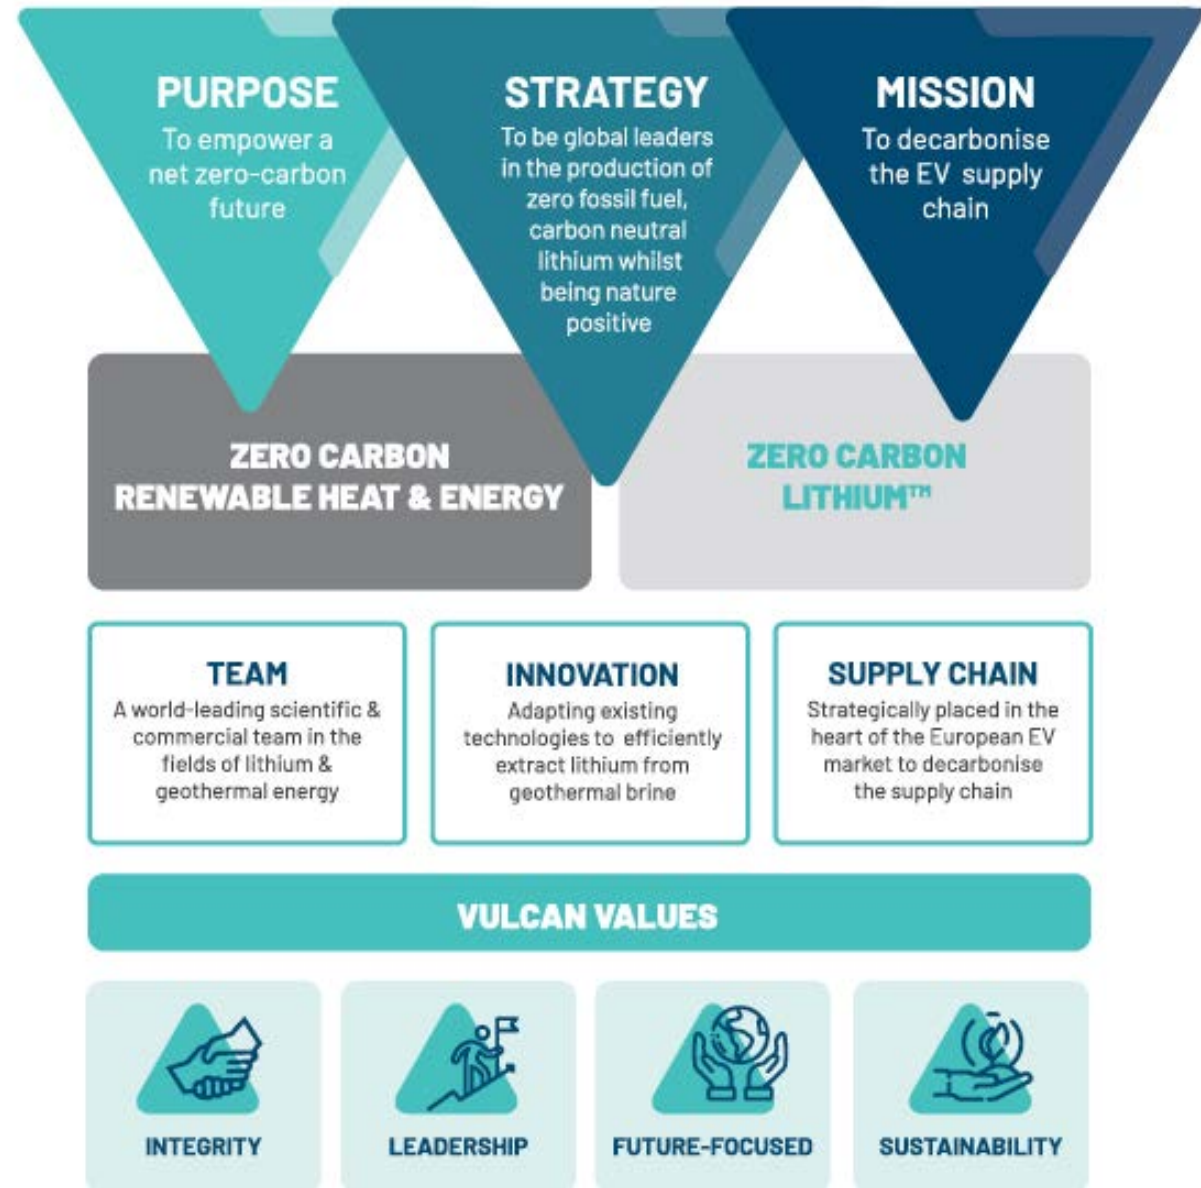 PURPOSE
To empower a
net zero-carbon
future
STRATEGY
To be global leaders
in the production of
zero fossil fuel,
carbon neutral
lithium whilst
being nature
positive
MISSION
To decarbonise
the EV supply
chain
ZERO CARBON
RENEWABLE HEAT & ENERGY
ZERO CARBON
LITHIUM™
TEAM
A world-leading scientific &
commercial team in the
fields of lithium &
geothermal energy
INNOVATION
Adapting existing
technologies to efficiently
extract lithium from
geothermal brine
SUPPLY CHAIN
Strategically placed in the
heart of the European EV
market to decarbonise
the supply chain
VULCAN VALUES
INTEGRITY
LEADERSHIP
FUTURE-FOCUSED
SUSTAINABILITY